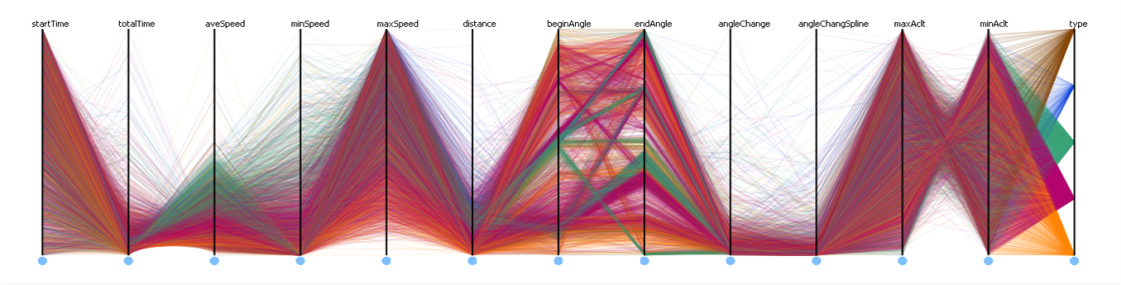 startTime totalTime aveSpeed minSpeed maxSpeed distance beginAngle endAngle angleChange angleChangSpline maxAclt minAclt type